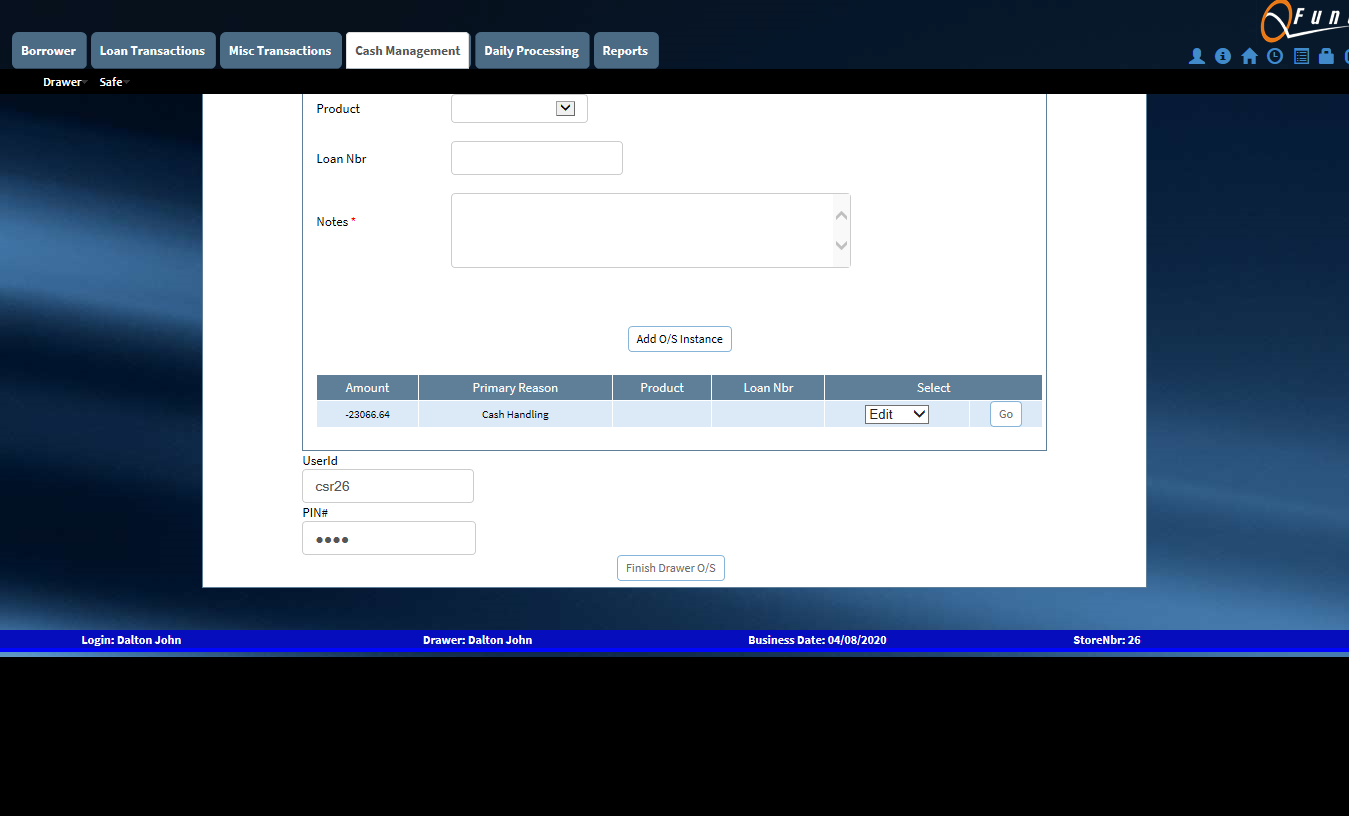 Fun
Borrower Loan Transactions Misc Transactions Cash Management Daily Processing Reports
Drawer Safe
Product
Loan Nbr
Notes *
Add O/S Instance
Amount Primary Reason Product Loan Nbr Select
-23066.64 Cash Handling Edit Go
UserId
csr26
PIN#
Finish Drawer O/S
Login: Dalton John Drawer: Dalton John Business Date: 04/08/2020 StoreNbr: 26